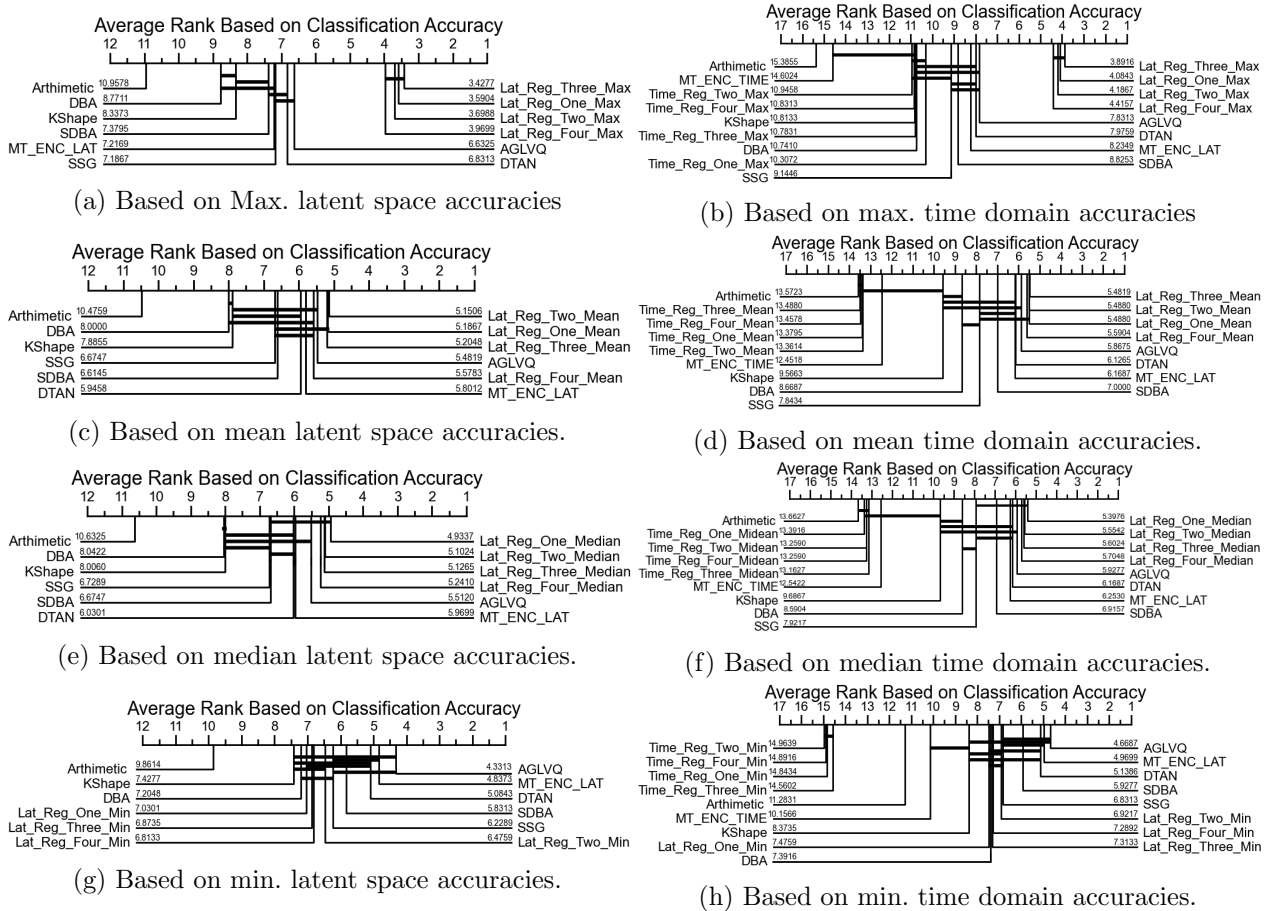 Average Rank Based on Classification Accuracy
12 11 10 9 8 7 6 5 4 3 2 1
Arthimetic 10.9578 3.4277 Lat_Reg_Three_Max
DBA 8.7711 3.5904 Lat_Reg_One_Max
KShape 8.3373 3.6988 Lat_Reg_Two_Max
SDBA 7.3795 3.9699 Lat_Reg_Four_Max
MT_ENC_LAT 7.2169 6.6325 AGLVQ
SSG 7.1867 6.8313 DTAN
(a) Based on Max. latent space accuracies
Average Rank Based on Classification Accuracy
17 16 15 14 13 12 11 10 9 8 7 6 5 4 3 2 1
Arthimetic 15.3855 3.8916 Lat_Reg_Three_Max
MT_ENC_TIME 14.6024 4.0843 Lat_Reg_One_Max
Time_Reg_Two_Max 10.9458 4.1867 Lat_Reg_Two_Max
Time_Reg_Four_Max 10.8313 4.4157 Lat_Reg_Four_Max
KShape 10.8133 7.8313 AGLVQ
Time_Reg_Three_Max 10.7831 7.9759 DTAN
DBA 10.7410 8.2349 MT_ENC_LAT
Time_Reg_One_Max 10.3072 8.8253 SDBA
SSG 9.1446
(b) Based on max. time domain accuracies
Average Rank Based on Classification Accuracy
12 11 10 9 8 7 6 5 4 3 2 1
Arthimetic 10.4759 5.1506 Lat_Reg_Two_Mean
DBA 8.0000 5.1867 Lat_Reg_One_Mean
KShape 7.8855 5.2048 Lat_Reg_Three_Mean
SSG 6.6747 5.4819 AGLVQ
SDBA 6.6145 5.5783 Lat_Reg_Four_Mean
DTAN 5.9458 5.8012 MT_ENC_LAT
(c) Based on mean latent space accuracies.
Average Rank Based on Classification Accuracy
17 16 15 14 13 12 11 10 9 8 7 6 5 4 3 2 1
Arthimetic 13.5723 5.4819 Lat_Reg_Three_Mean
Time_Reg_Three_Mean 13.4880 5.4880 Lat_Reg_Two_Mean
Time_Reg_Four_Mean 13.4578 5.4880 Lat_Reg_One_Mean
Time_Reg_One_Mean 13.3795 5.5904 Lat_Reg_Four_Mean
Time_Reg_Two_Mean 13.3614 5.8675 AGLVQ
MT_ENC_TIME 12.4518 6.1265 DTAN
KShape 9.5663 6.1687 MT_ENC_LAT
DBA 8.6687 7.0000 SDBA
SSG 7.8434
(d) Based on mean time domain accuracies.
Average Rank Based on Classification Accuracy
12 11 10 9 8 7 6 5 4 3 2 1
Arthimetic 10.6325 4.9337 Lat_Reg_One_Median
DBA 8.0422 5.1024 Lat_Reg_Two_Median
KShape 8.0060 5.1265 Lat_Reg_Three_Median
SSG 6.7289 5.2410 Lat_Reg_Four_Median
SDBA 6.6747 5.5120 AGLVQ
DTAN 6.0301 5.9699 MT_ENC_LAT
(e) Based on median latent space accuracies.
Average Rank Based on Classification Accuracy
17 16 15 14 13 12 11 10 9 8 7 6 5 4 3 2 1
Arthimetic 13.6627 5.3976 Lat_Reg_One_Median
Time_Reg_One_Midean 13.3916 5.5542 Lat_Reg_Two_Median
Time_Reg_Two_Midean 13.2590 5.6024 Lat_Reg_Three_Median
Time_Reg_Four_Midean 13.2590 5.7048 Lat_Reg_Four_Median
Time_Reg_Three_Midean 13.1627 5.9277 AGLVQ
MT_ENC_TIME 12.5422 6.1687 DTAN
KShape 9.6867 6.2530 MT_ENC_LAT
DBA 8.5904 6.9157 SDBA
SSG 7.9217
(f) Based on median time domain accuracies.
Average Rank Based on Classification Accuracy
12 11 10 9 8 7 6 5 4 3 2 1
Arthimetic 9.8614 4.3313 AGLVQ
KShape 7.4277 4.8373 MT_ENC_LAT
DBA 7.2048 5.0843 DTAN
Lat_Reg_One_Min 7.0301 5.8313 SDBA
Lat_Reg_Three_Min 6.8735 6.2289 SSG
Lat_Reg_Four_Min 6.8133 6.4759 Lat_Reg_Two_Min
(g) Based on min. latent space accuracies.
Average Rank Based on Classification Accuracy
17 16 15 14 13 12 11 10 9 8 7 6 5 4 3 2 1
Time_Reg_Two_Min 14.9639 4.6687 AGLVQ
Time_Reg_Four_Min 14.8916 4.9699 MT_ENC_LAT
Time_Reg_One_Min 14.8434 5.1386 DTAN
Time_Reg_Three_Min 14.5602 5.9277 SDBA
Arthimetic 11.2831 6.8313 SSG
MT_ENC_TIME 10.1566 6.9217 Lat_Reg_Two_Min
KShape 8.3735 7.2892 Lat_Reg_Four_Min
Lat_Reg_One_Min 7.4759 7.3133 Lat_Reg_Three_Min
DBA 7.3916
(h) Based on min. time domain accuracies.